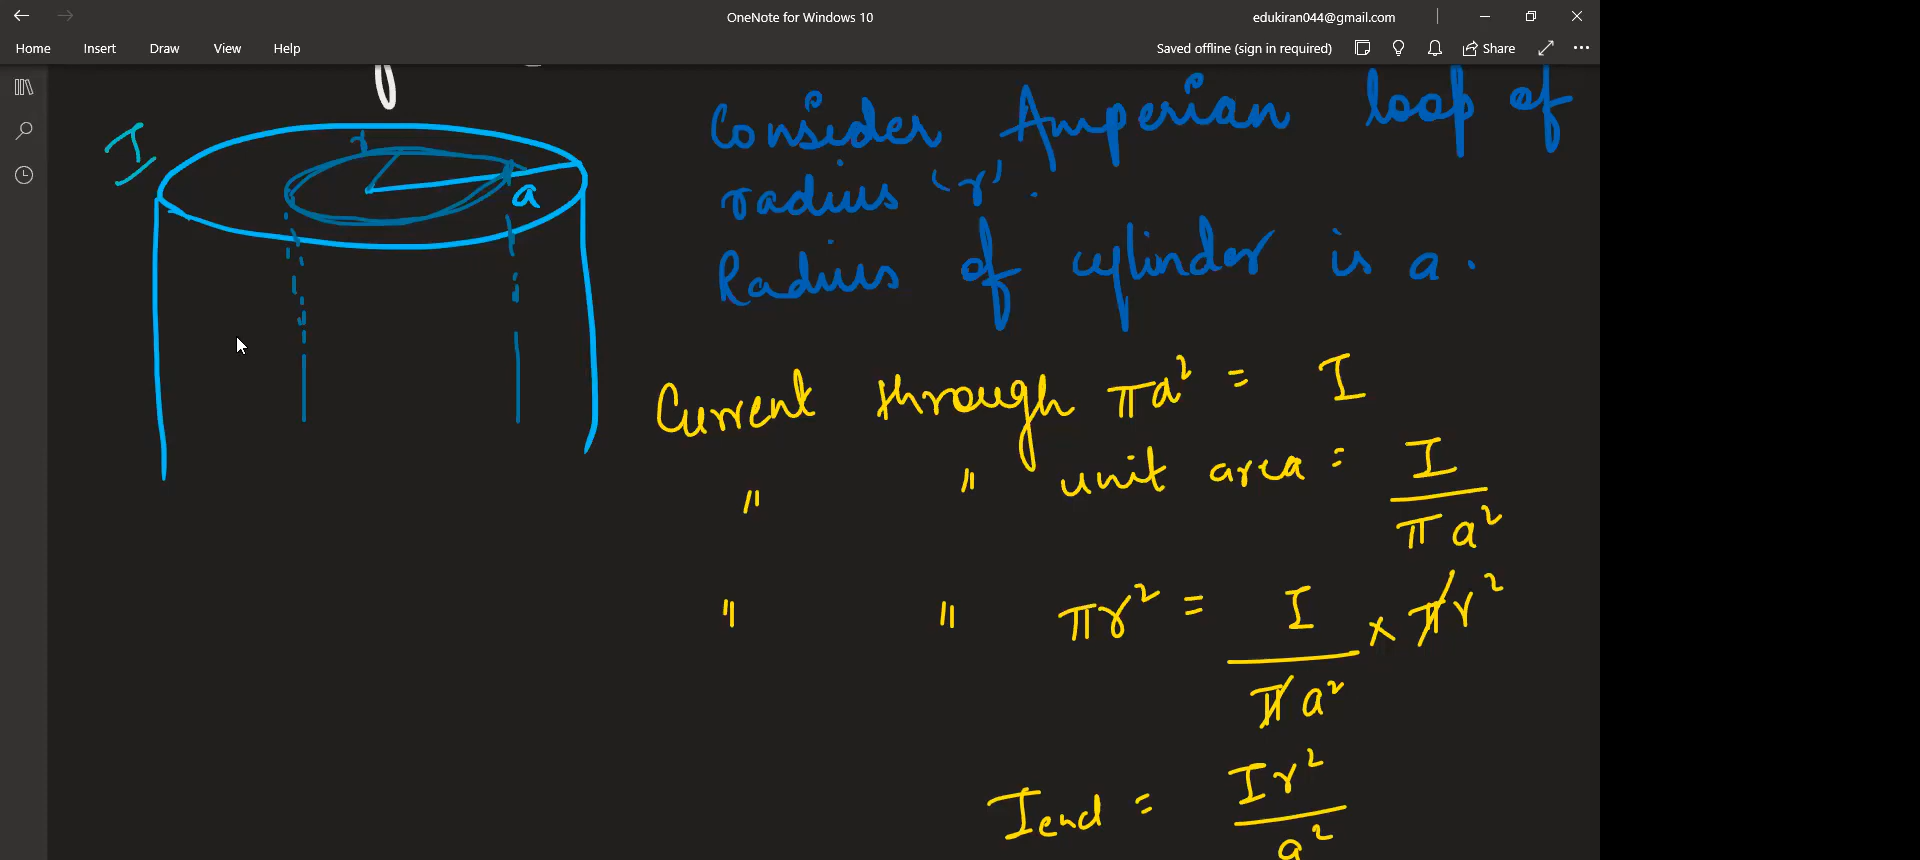 OneNote for Windows 10
edukiran044@gmail.com
Home Insert Draw View Help
Saved offline (sign in required)
Share
Consider Amperian loop of
radius 'r'.
Radius of cylinder is a.
I
r
a
Current through πa² = I
" " unit area = I / πa²
" " πr² = I / πa² × πr²
Iend = Ir² / a²